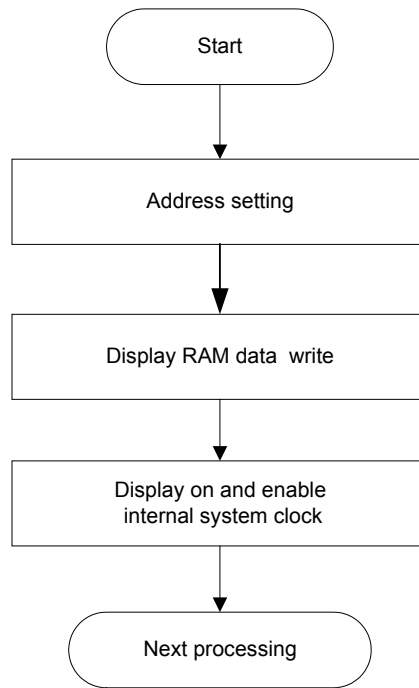 Start
Address setting
Display RAM data  write
Display on and enable
internal system clock
Next processing